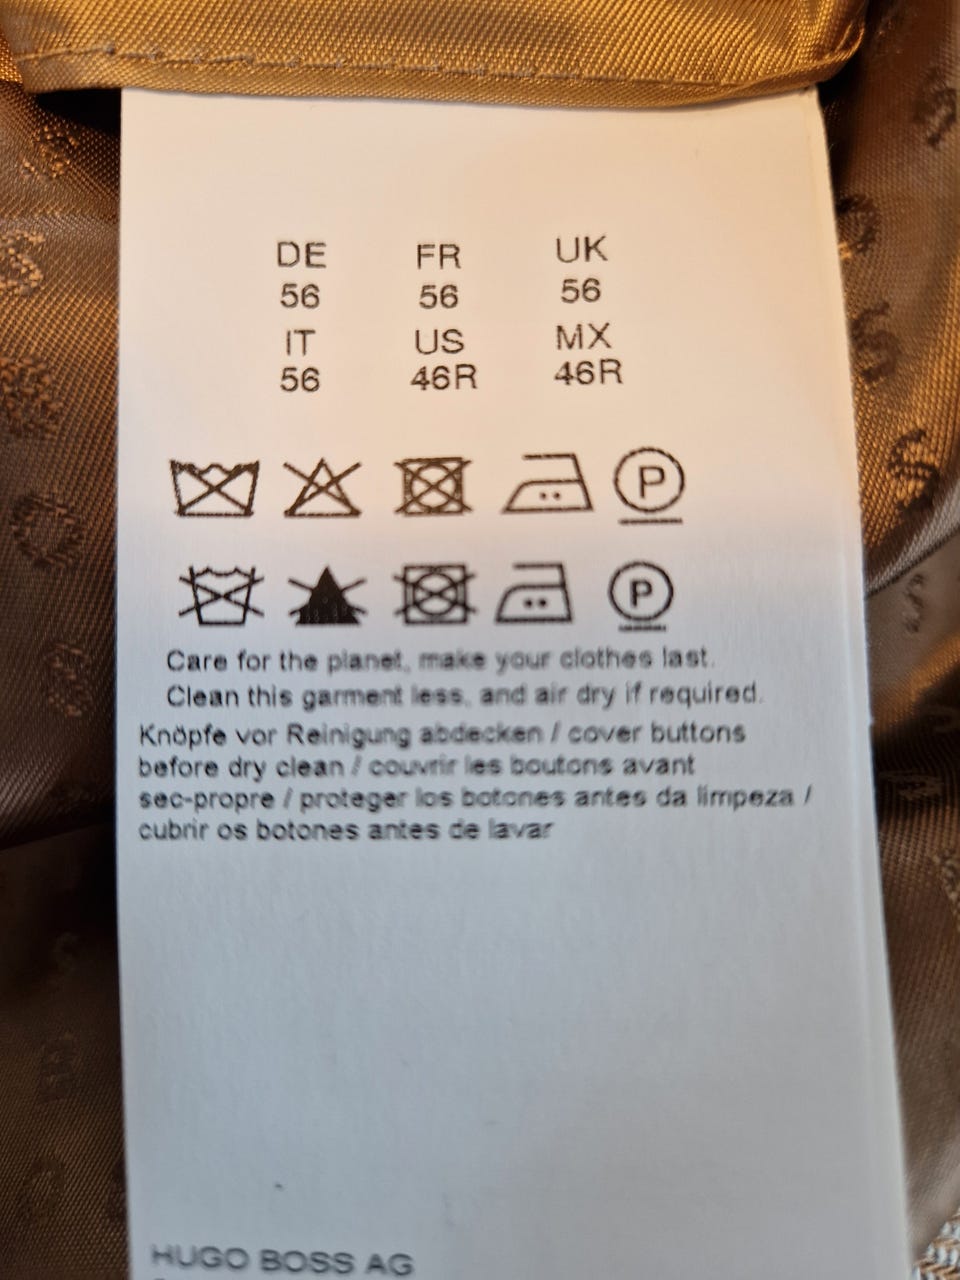 DE FR UK
56 56 56
IT US MX
56 46R 46R
P
P
Care for the planet, make your clothes last.
Clean this garment less, and air dry if required.
Knöpfe vor Reinigung abdecken / cover buttons
before dry clean / couvrir les boutons avant
sec-propre / proteger los botones antes da limpeza /
cubrir os botones antes de lavar
HUGO BOSS AG